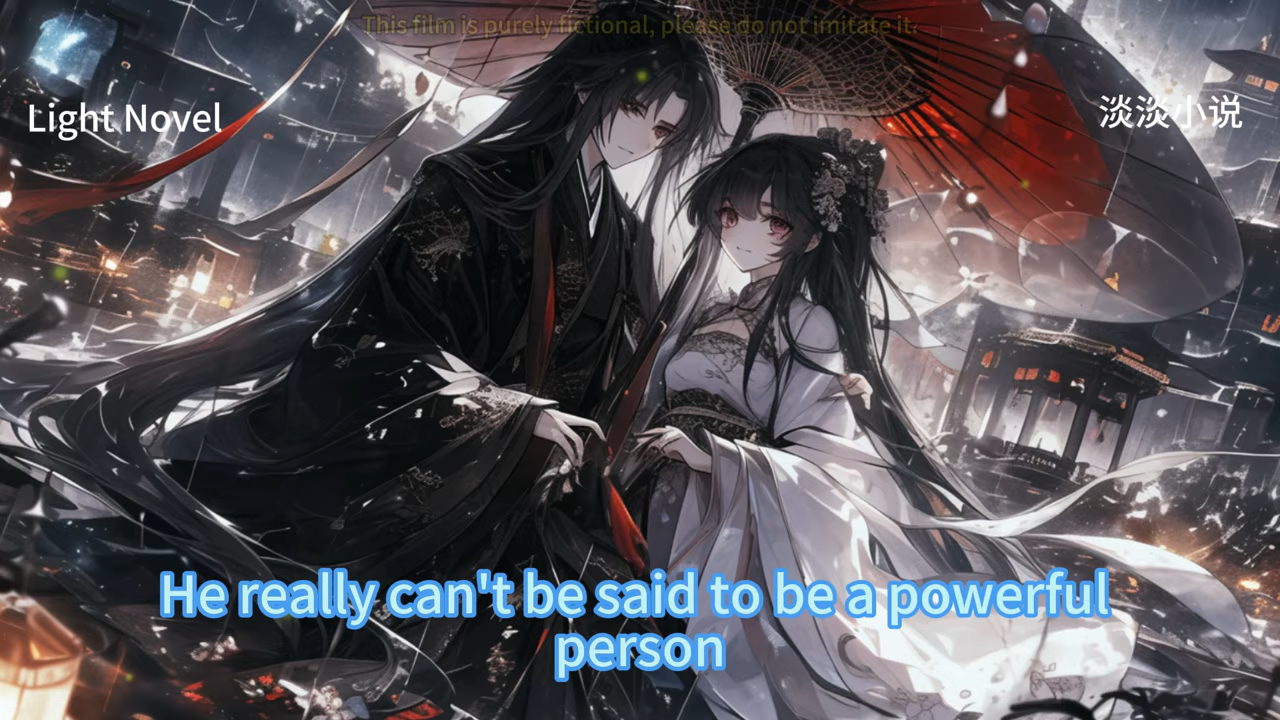 This film is purely fictional, please do not imitate it.
Light Novel
淡淡小说
He really can't be said to be a powerful
person